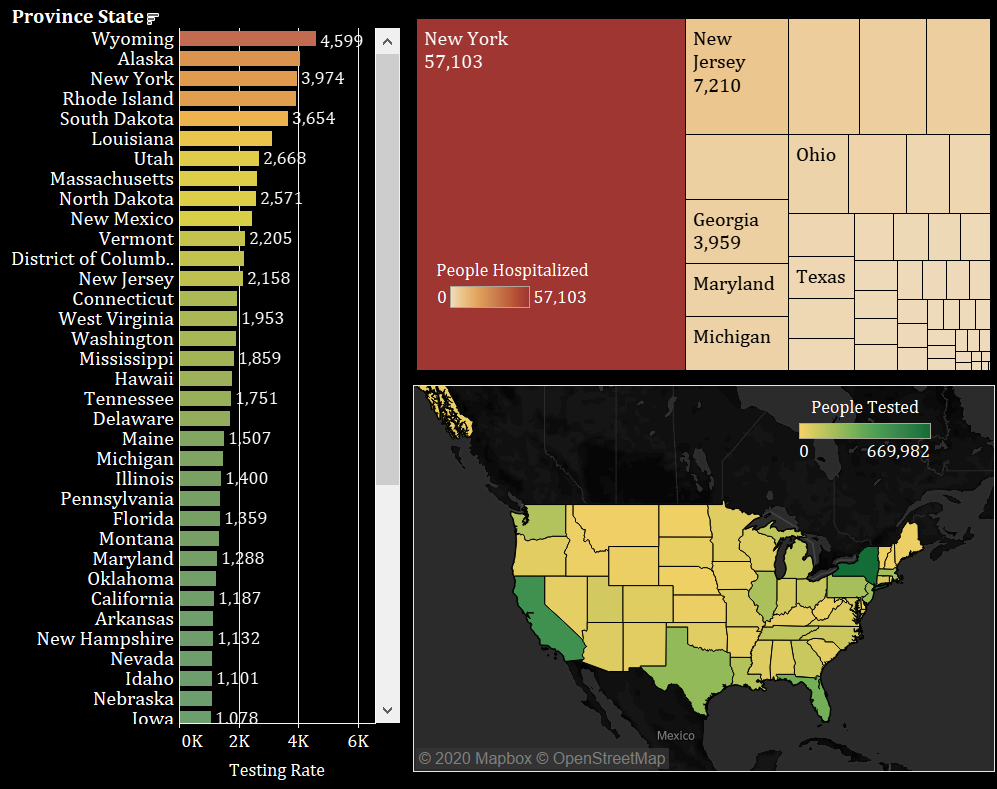 Province State
Wyoming 4,599
Alaska
New York 3,974
Rhode Island
South Dakota 3,654
Louisiana
Utah 2,668
Massachusetts
North Dakota 2,571
New Mexico
Vermont 2,205
District of Columb..
New Jersey 2,158
Connecticut
West Virginia 1,953
Washington
Mississippi 1,859
Hawaii
Tennessee 1,751
Delaware
Maine 1,507
Michigan
Illinois 1,400
Pennsylvania
Florida 1,359
Montana
Maryland 1,288
Oklahoma
California 1,187
Arkansas
New Hampshire 1,132
Nevada
Idaho 1,101
Nebraska
Iowa 1,078
0K 2K 4K 6K
Testing Rate
New York
57,103
People Hospitalized
0 57,103
New
Jersey
7,210
Georgia
3,959
Maryland
Michigan
Ohio
Texas
People Tested
0 669,982
Mexico
© 2020 Mapbox © OpenStreetMap